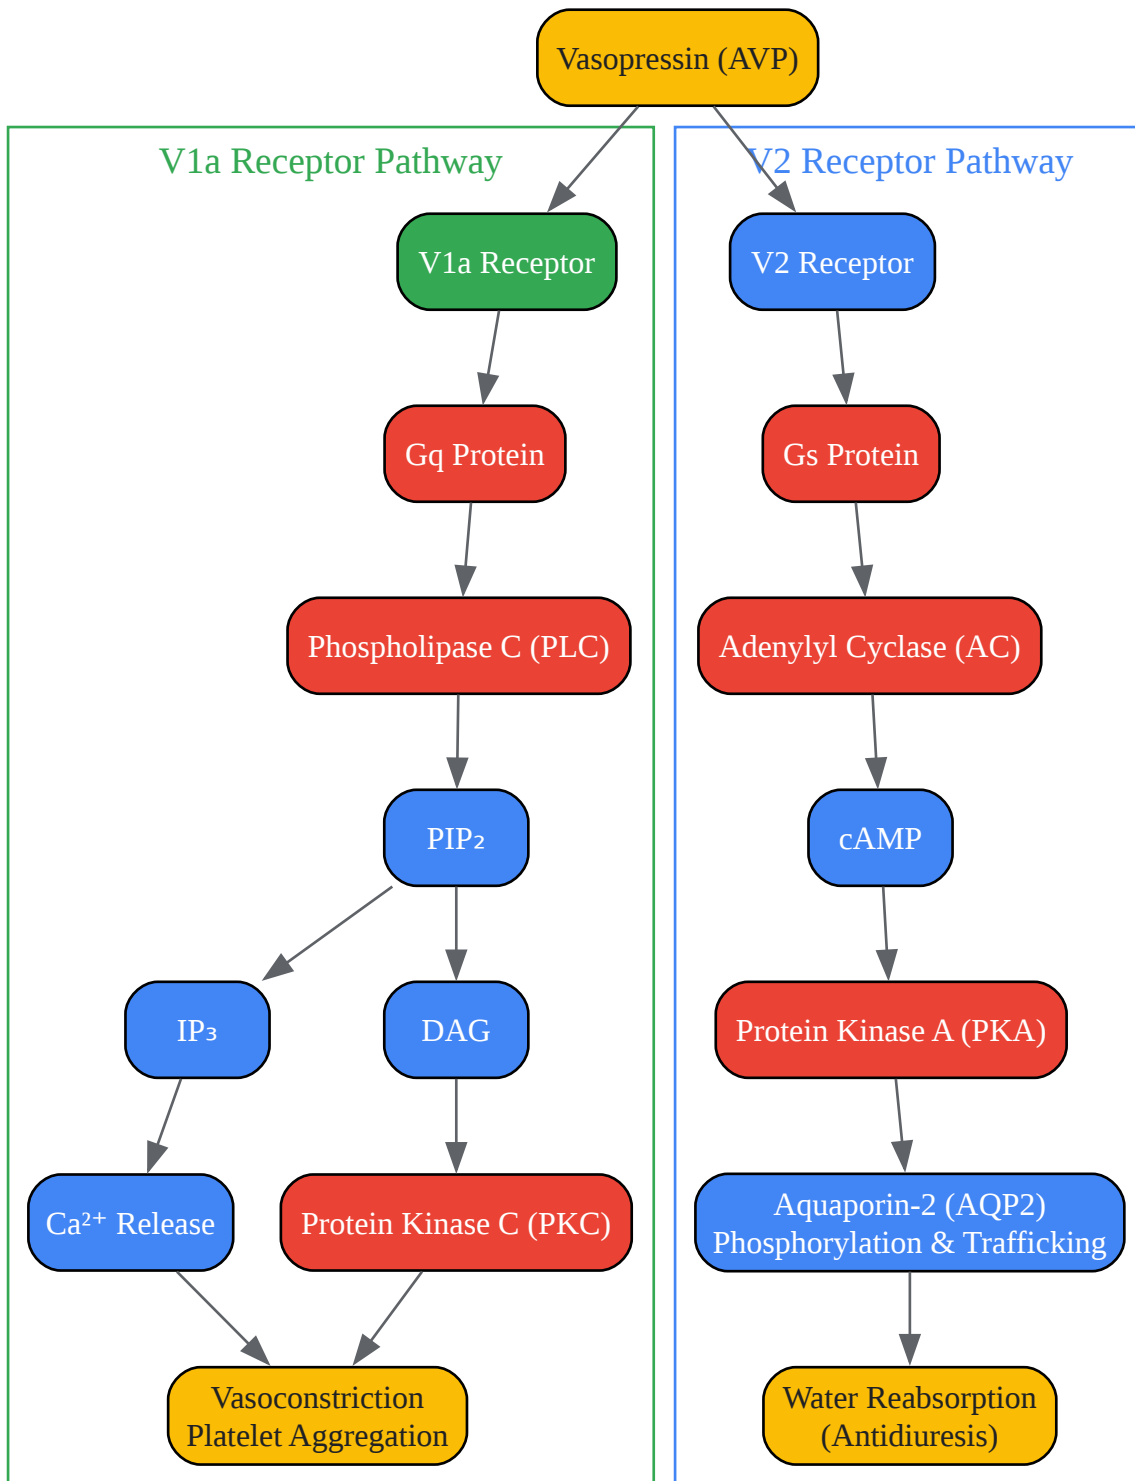 Vasopressin (AVP)
V1a Receptor Pathway
V2 Receptor Pathway
V1a Receptor
V2 Receptor
Gq Protein
Gs Protein
Phospholipase C (PLC)
Adenylyl Cyclase (AC)
PIP₂
cAMP
IP₃
DAG
Protein Kinase A (PKA)
Ca²⁺ Release
Protein Kinase C (PKC)
Aquaporin-2 (AQP2)
Phosphorylation & Trafficking
Vasoconstriction
Platelet Aggregation
Water Reabsorption
(Antidiuresis)